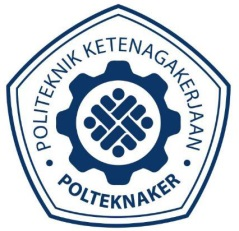 • POLITEKNIK KETENAGAKERJAAN •
POLTEKNAKER